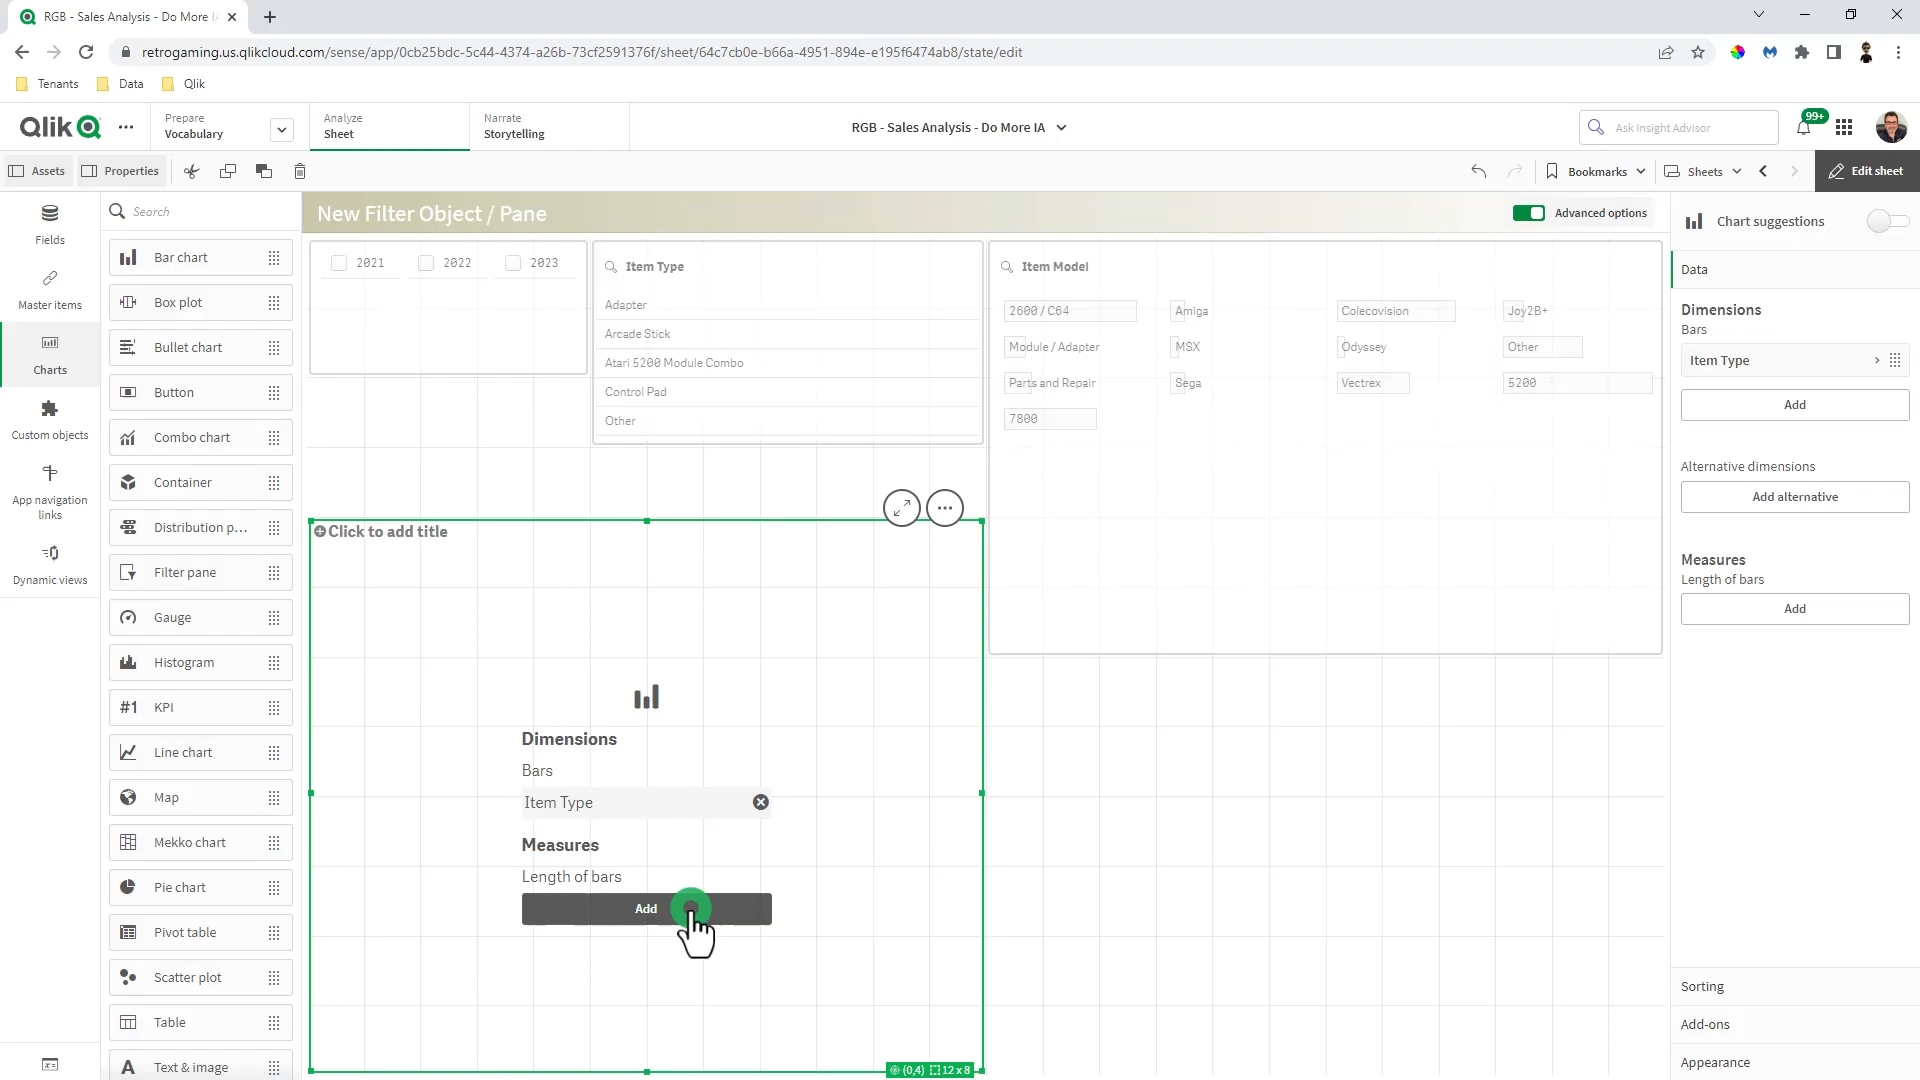 RGB - Sales Analysis - Do More IA
retrogaming.us.qlikcloud.com/sense/app/0cb25bdc-5c44-4374-a26b-73cf2591376f/sheet/64c7cb0e-b66a-4951-894e-e195f6474ab8/state/edit
Tenants
Data
Qlik
Qlik
Prepare
Vocabulary
Analyze
Sheet
Narrate
Storytelling
RGB - Sales Analysis - Do More IA
Ask Insight Advisor
99+
Assets
Properties
Bookmarks
Sheets
Edit sheet
Fields
Master items
Charts
Custom objects
App navigation
links
Dynamic views
Search
Bar chart
Box plot
Bullet chart
Button
Combo chart
Container
Distribution p...
Filter pane
Gauge
Histogram
#1 KPI
Line chart
Map
Mekko chart
Pie chart
Pivot table
Scatter plot
Table
A Text & image
New Filter Object / Pane
Advanced options
2021
2022
2023
Item Type
Adapter
Arcade Stick
Atari 5200 Module Combo
Control Pad
Other
Item Model
2600 / C64
Amiga
Colecovision
Joy2B+
Module / Adapter
MSX
Odyssey
Other
Parts and Repair
Sega
Vectrex
5200
7800
Click to add title
Dimensions
Bars
Item Type
Measures
Length of bars
Add
(0,4) 12 x 8
Chart suggestions
Data
Dimensions
Bars
Item Type
Add
Alternative dimensions
Add alternative
Measures
Length of bars
Add
Sorting
Add-ons
Appearance